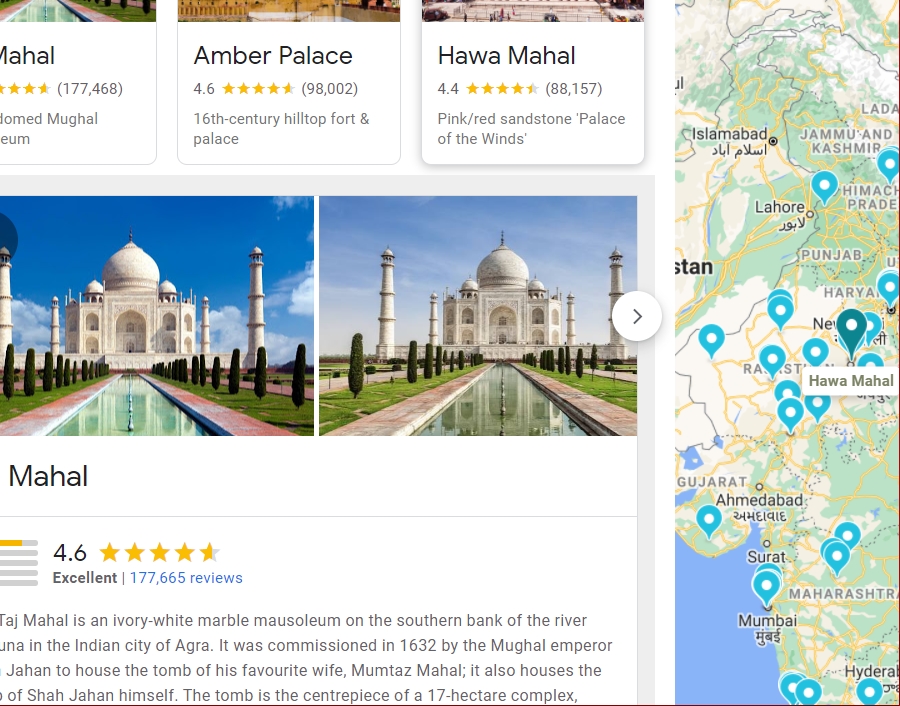 Mahal
Amber Palace
Hawa Mahal
(177,468)
4.6 (98,002)
4.4 (88,157)
domed Mughal
eum
16th-century hilltop fort &
palace
Pink/red sandstone 'Palace
of the Winds'
Mahal
4.6
Excellent | 177,665 reviews
Taj Mahal is an ivory-white marble mausoleum on the southern bank of the river
una in the Indian city of Agra. It was commissioned in 1632 by the Mughal emperor
Jahan to house the tomb of his favourite wife, Mumtaz Mahal; it also houses the
of Shah Jahan himself. The tomb is the centrepiece of a 17-hectare complex,
ul
LADA
Islamabad
اسلام آباد
JAMMU AND
KASHMIR
HIMACH
PRADE
Lahore
لاہور
stan
PUNJAB
U
HARYA
New
RA
Hawa Mahal
जयपुर
GUJARAT
Ahmedabad
અમદાવાદ
Surat
MAHARASHTRA
Mumbai
मुंबई
Hyderab